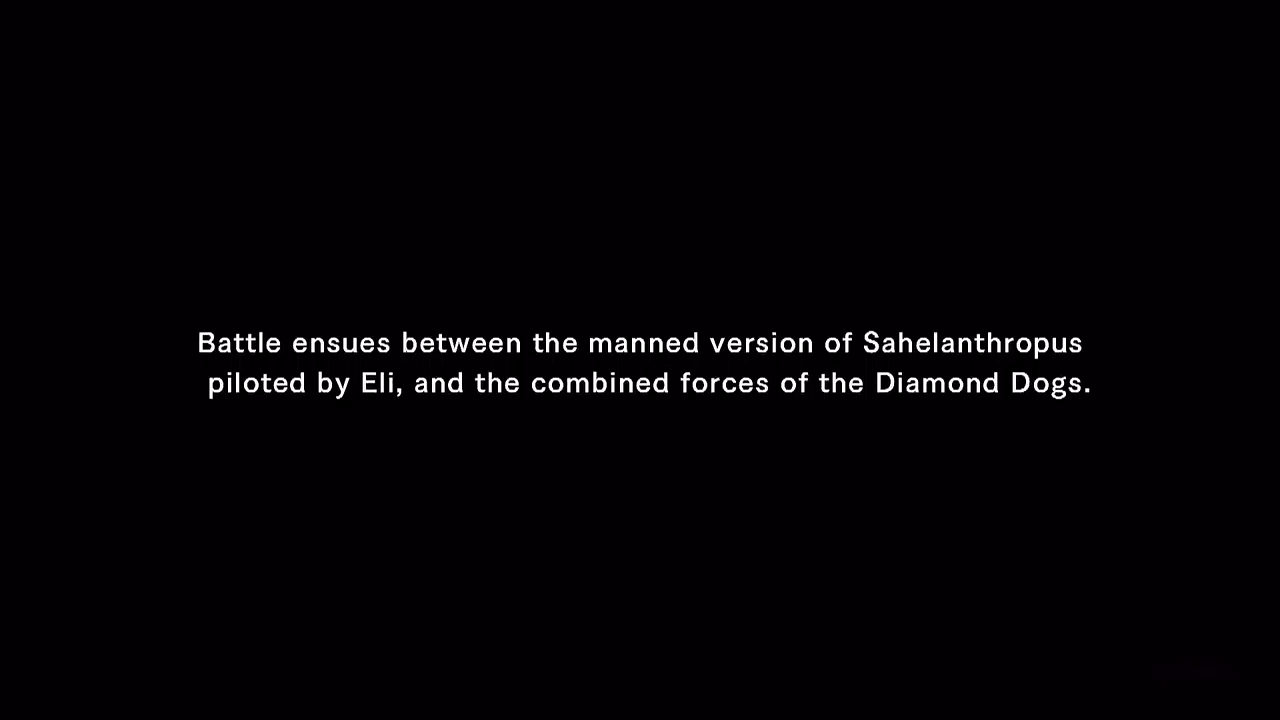 Battle ensues between the manned version of Sahelanthropus
piloted by Eli, and the combined forces of the Diamond Dogs.